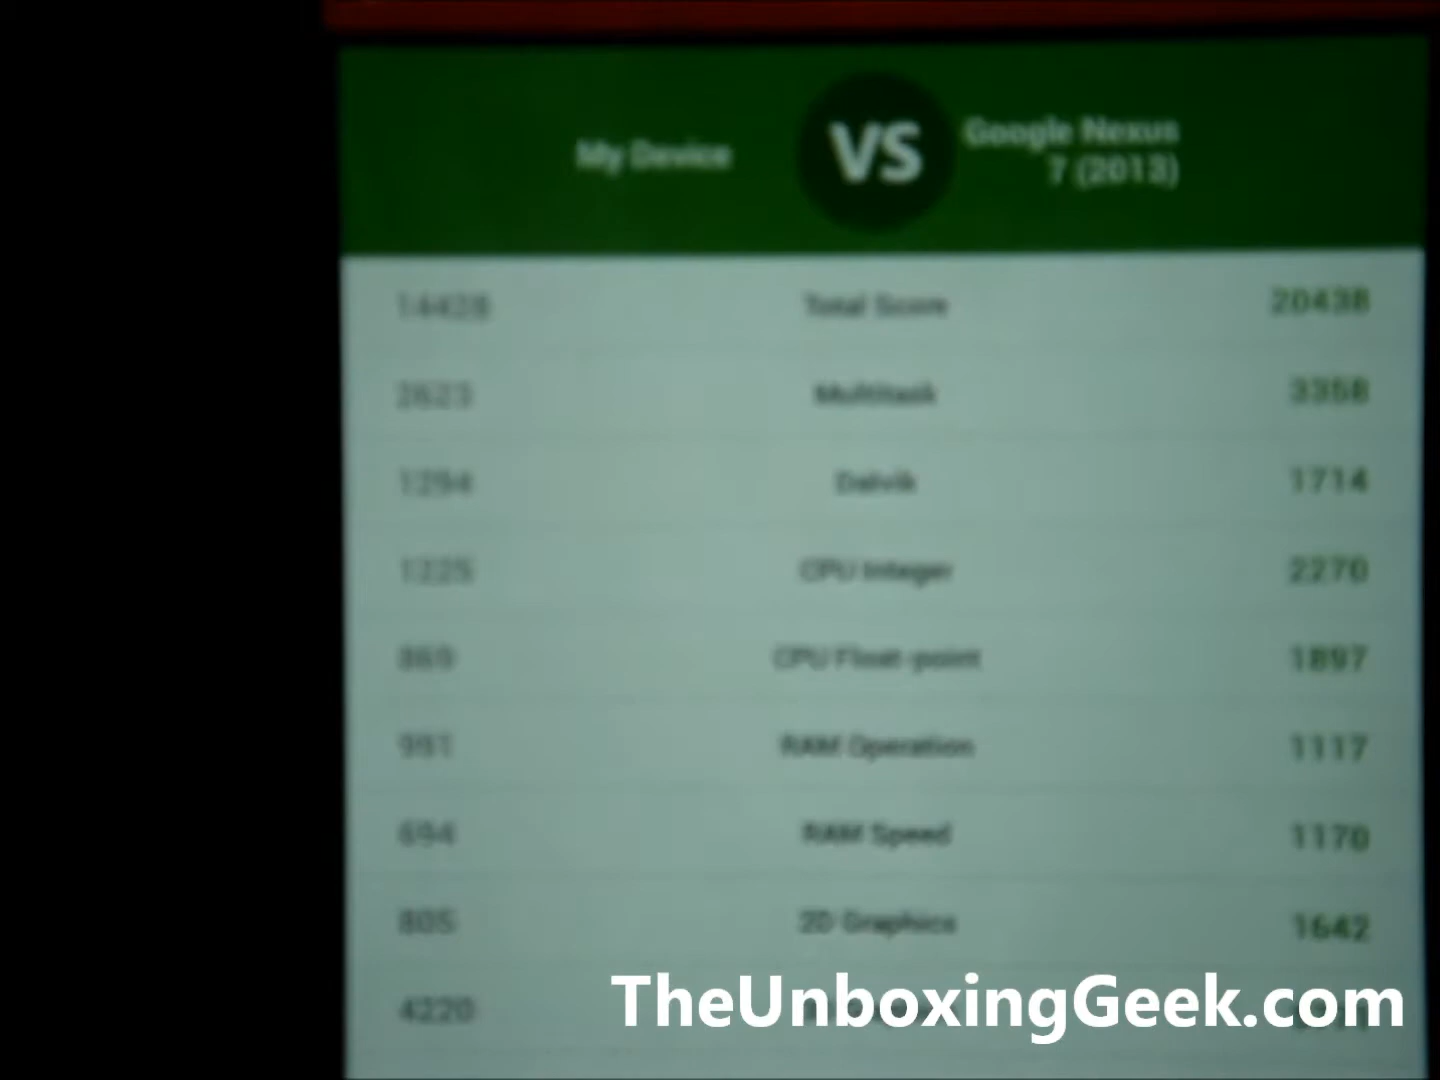 My Device
VS
Google Nexus
7 (2013)
14428 Total Score 20438
2623 Multitask 3358
1294 Dalvik 1714
1225 CPU Integer 2270
869 CPU Float-point 1897
991 RAM Operation 1117
694 RAM Speed 1170
805 2D Graphics 1642
4220
TheUnboxingGeek.com